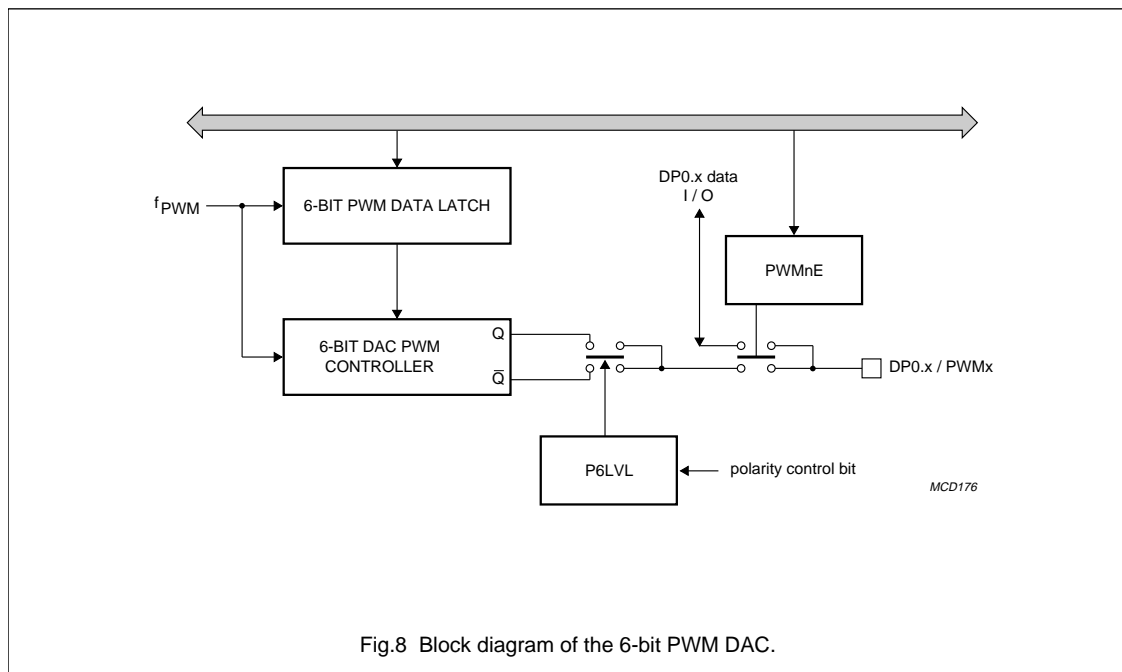 DP0.x data
I / O
6-BIT PWM DATA LATCH
fPWM
PWMnE
6-BIT DAC PWM
CONTROLLER
Q
Q̅
DP0.x / PWMx
P6LVL
polarity control bit
MCD176
Fig.8 Block diagram of the 6-bit PWM DAC.